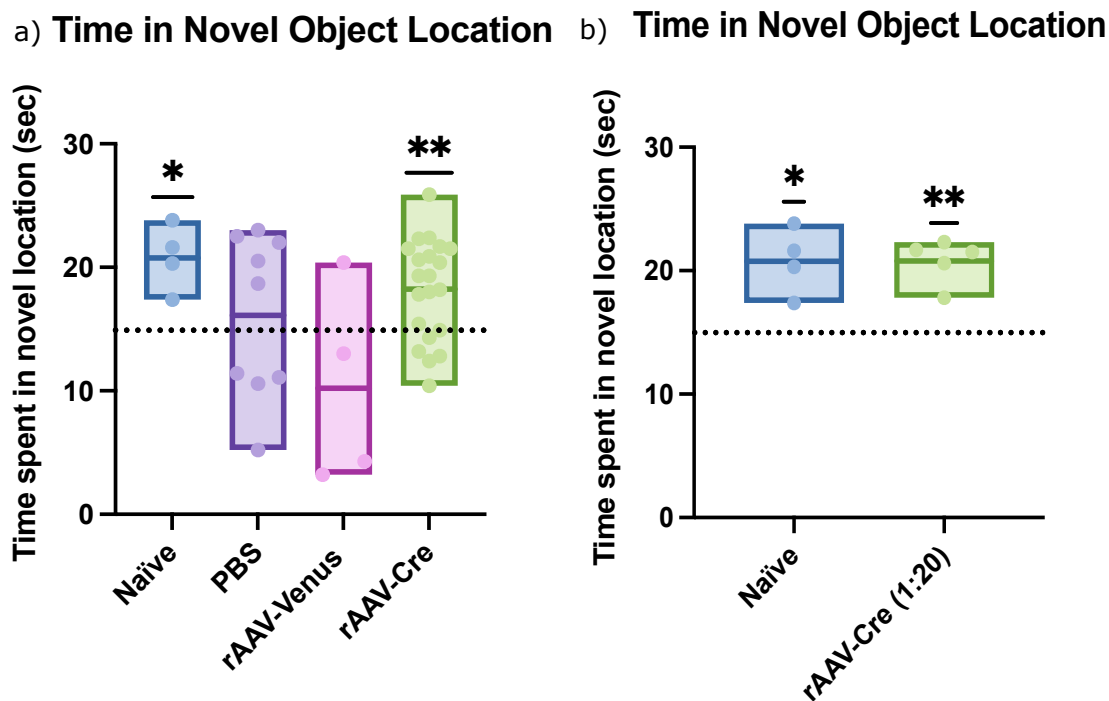 a) Time in Novel Object Location
Time spent in novel location (sec)
30
20
10
0
*
**
Naïve
PBS
rAAV-Venus
rAAV-Cre
b) Time in Novel Object Location
Time spent in novel location (sec)
30
20
10
0
*
**
Naïve
rAAV-Cre (1:20)